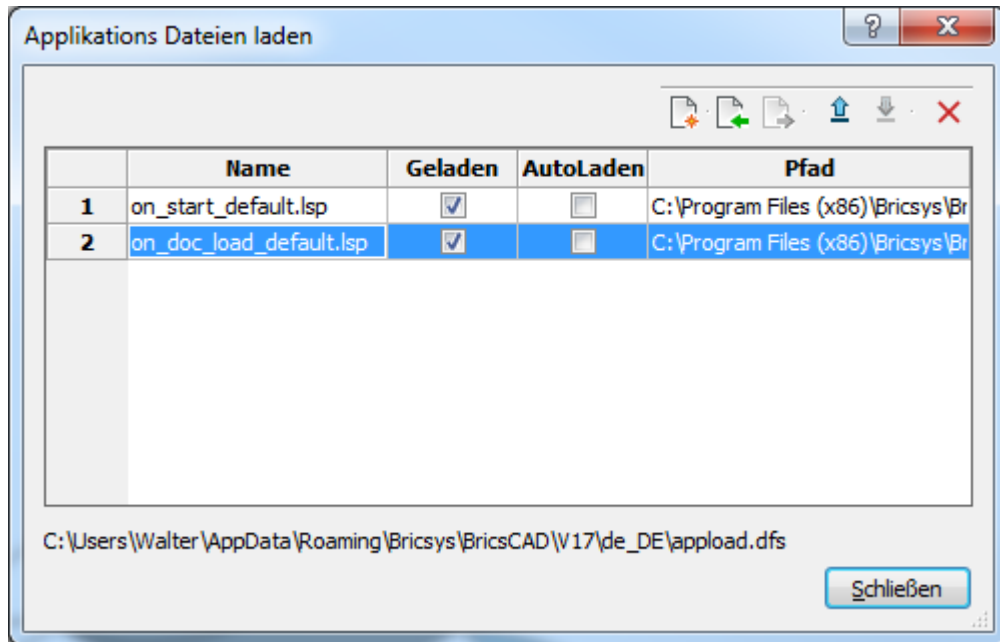 Applikations Dateien laden
Name Geladen AutoLaden Pfad
1 on_start_default.lsp C:\Program Files (x86)\Bricsys\Br
2 on_doc_load_default.lsp C:\Program Files (x86)\Bricsys\Br
C:\Users\Walter\AppData\Roaming\Bricsys\BricsCAD\V17\de_DE\appload.dfs
Schließen